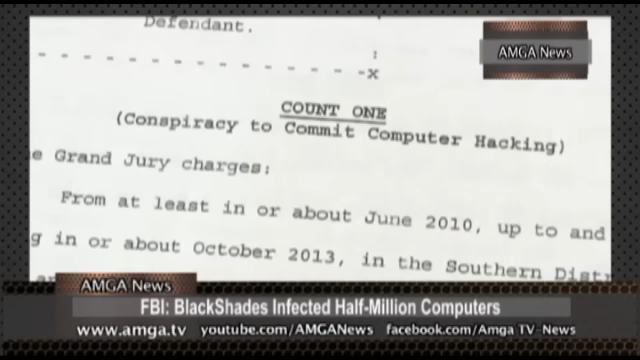 Defendant.
AMGA News
- - - - - - - - - - - - - - - -x
COUNT ONE
(Conspiracy to Commit Computer Hacking)
e Grand Jury charges:
From at least in or about June 2010, up to and
g in or about October 2013, in the Southern Distr
AMGA News
FBI: BlackShades Infected Half-Million Computers
www.amga.tv youtube.com/AMGANews facebook.com/Amga TV-News